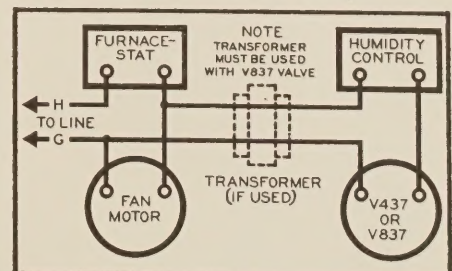 FURNACE-
STAT
NOTE
TRANSFORMER
MUST BE USED
WITH V837 VALVE
HUMIDITY
CONTROL
H
TO LINE
G
TRANSFORMER
(IF USED)
FAN
MOTOR
V437
OR
V837